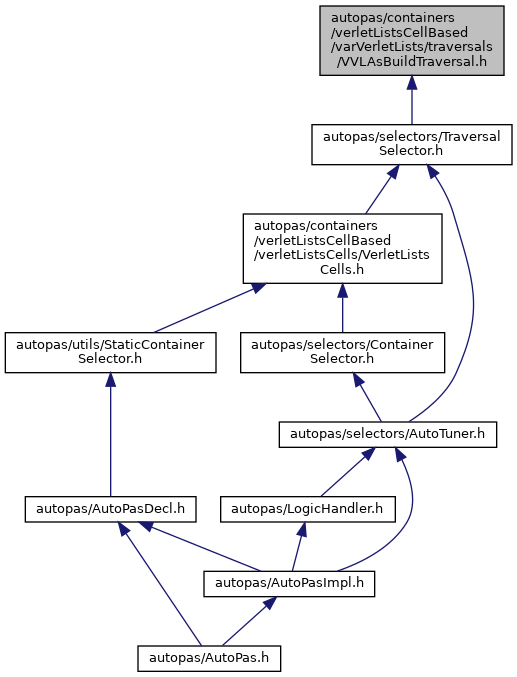 autopas/containers
/verletListsCellBased
/varVerletLists/traversals
/VVLAsBuildTraversal.h
autopas/selectors/Traversal
Selector.h
autopas/containers
/verletListsCellBased
/verletListsCells/VerletLists
Cells.h
autopas/utils/StaticContainer
Selector.h
autopas/selectors/Container
Selector.h
autopas/selectors/AutoTuner.h
autopas/AutoPasDecl.h
autopas/LogicHandler.h
autopas/AutoPasImpl.h
autopas/AutoPas.h